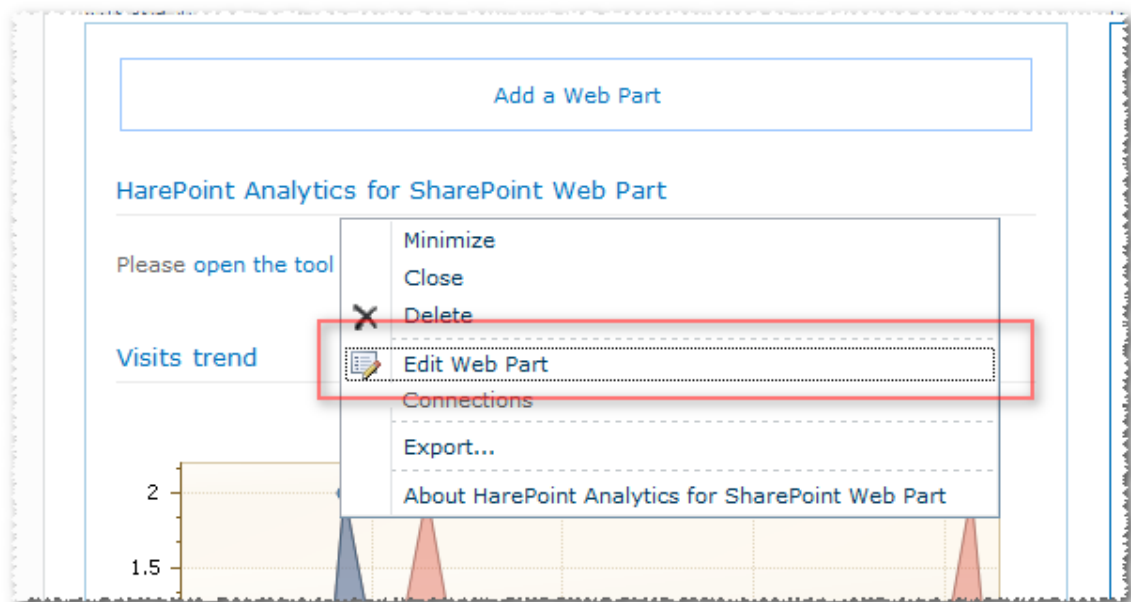 Add a Web Part
HarePoint Analytics for SharePoint Web Part
Please open the tool
Minimize
Close
Delete
Edit Web Part
Connections
Export...
About HarePoint Analytics for SharePoint Web Part
Visits trend
2
1.5